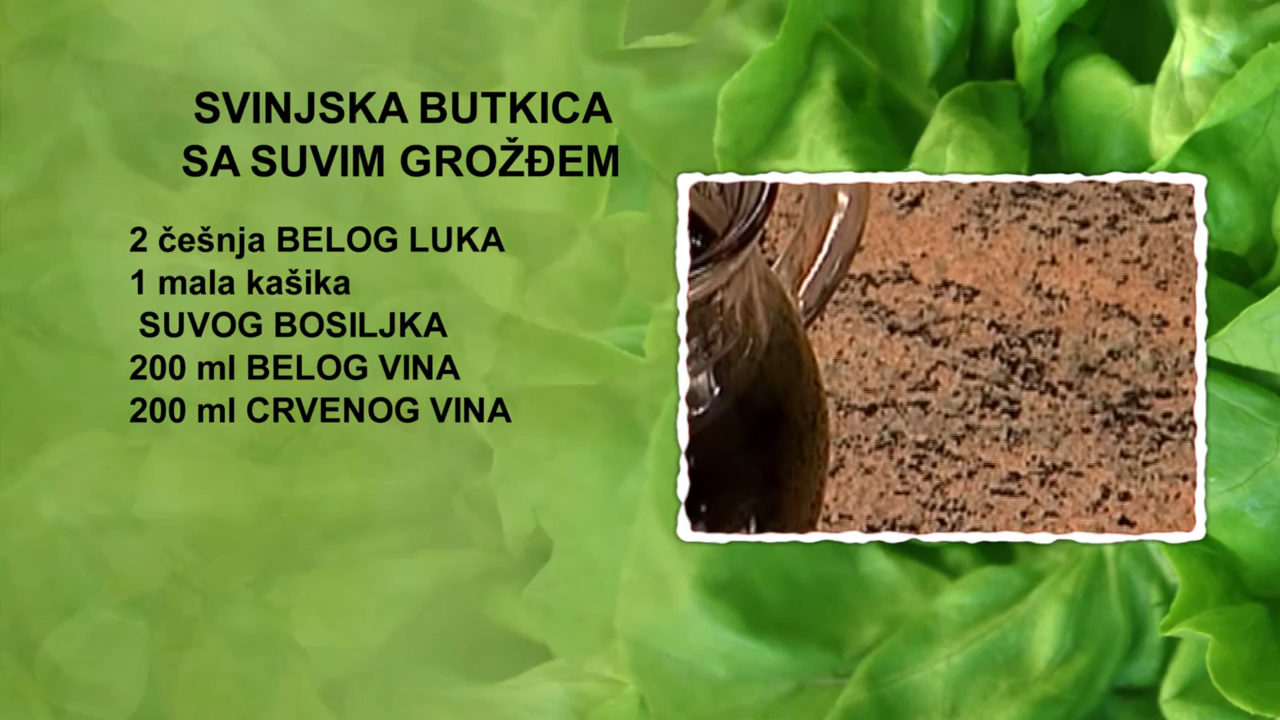 SVINJSKA BUTKICA
SA SUVIM GROŽĐEM
2 češnja BELOG LUKA
1 mala kašika
SUVOG BOSILJKA
200 ml BELOG VINA
200 ml CRVENOG VINA